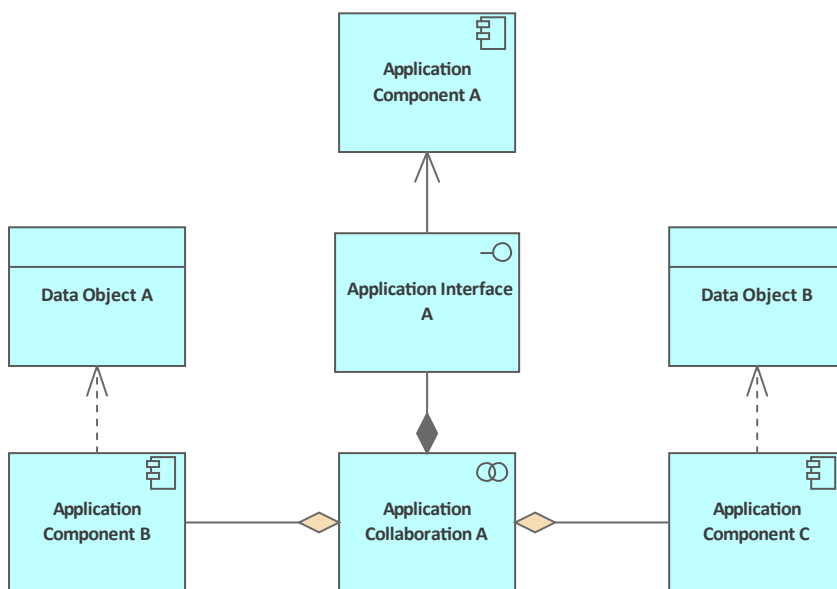 Application
Component A
Data Object A
Application Interface
A
Data Object B
Application
Component B
Application
Collaboration A
Application
Component C